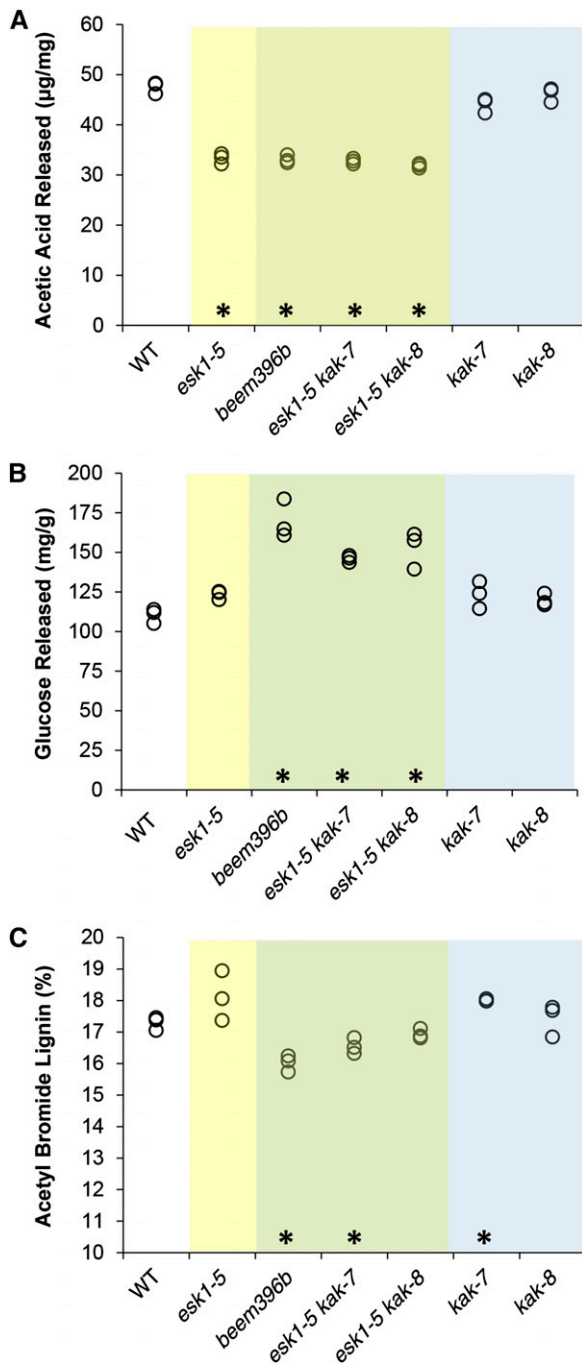 A
Acetic Acid Released (µg/mg)
60
50
40
30
20
10
0
* * * *
WT
esk1-5
beem396b
esk1-5 kak-7
esk1-5 kak-8
kak-7
kak-8
B
Glucose Released (mg/g)
200
175
150
125
100
75
50
25
0
* * *
WT
esk1-5
beem396b
esk1-5 kak-7
esk1-5 kak-8
kak-7
kak-8
C
Acetyl Bromide Lignin (%)
20
19
18
17
16
15
14
13
12
11
10
* * *
WT
esk1-5
beem396b
esk1-5 kak-7
esk1-5 kak-8
kak-7
kak-8